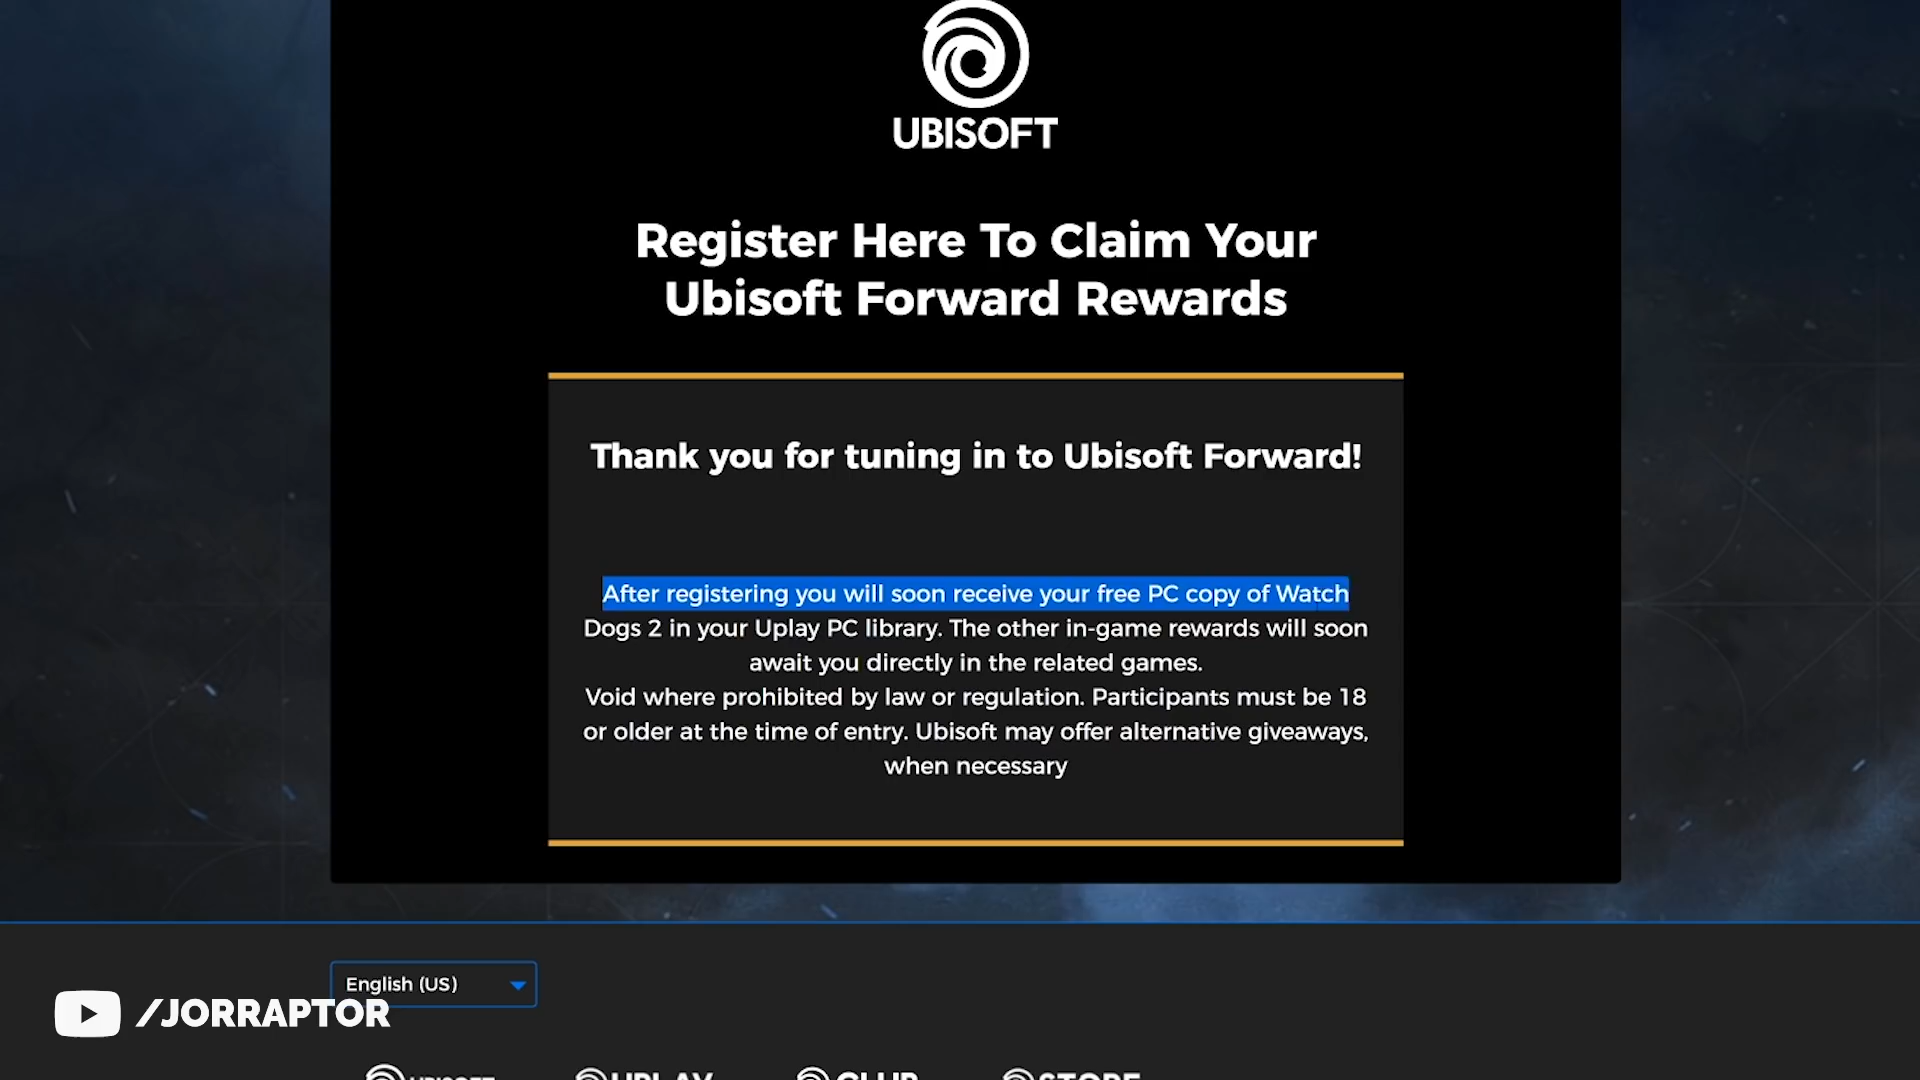 UBISOFT
Register Here To Claim Your
Ubisoft Forward Rewards
Thank you for tuning in to Ubisoft Forward!
After registering you will soon receive your free PC copy of Watch
Dogs 2 in your Uplay PC library. The other in-game rewards will soon
await you directly in the related games.
Void where prohibited by law or regulation. Participants must be 18
or older at the time of entry. Ubisoft may offer alternative giveaways,
when necessary
English (US)
/JORRAPTOR
UBISOFT UPLAY CLUB STORE